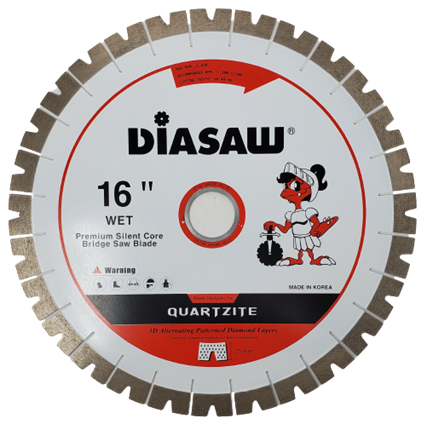 DIASAW®
16 "
WET
Premium Silent Core
Bridge Saw Blade
Warning
MADE IN KOREA
QUARTZITE
3D Alternating Patterned Diamond Layers